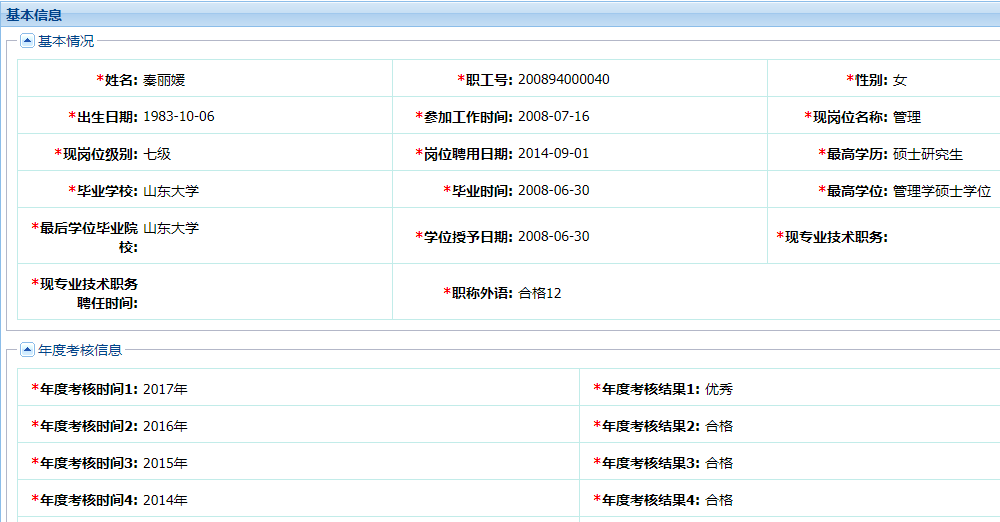 基本信息
基本情况
*姓名: 秦丽媛
*职工号: 200894000040
*性别: 女
*出生日期: 1983-10-06
*参加工作时间: 2008-07-16
*现岗位名称: 管理
*现岗位级别: 七级
*岗位聘用日期: 2014-09-01
*最高学历: 硕士研究生
*毕业学校: 山东大学
*毕业时间: 2008-06-30
*最高学位: 管理学硕士学位
*最后学位毕业院
校:
山东大学
*学位授予日期: 2008-06-30
*现专业技术职务:
*现专业技术职务
聘任时间:
*职称外语: 合格12
年度考核信息
*年度考核时间1: 2017年
*年度考核结果1: 优秀
*年度考核时间2: 2016年
*年度考核结果2: 合格
*年度考核时间3: 2015年
*年度考核结果3: 合格
*年度考核时间4: 2014年
*年度考核结果4: 合格